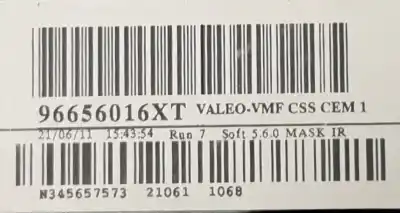 96656016XT VALEO-VMF CSS CEM 1
21/06/11 15:43:54 Run 7 Soft 5.6.0 MASK IR
N345657573 21061 1068